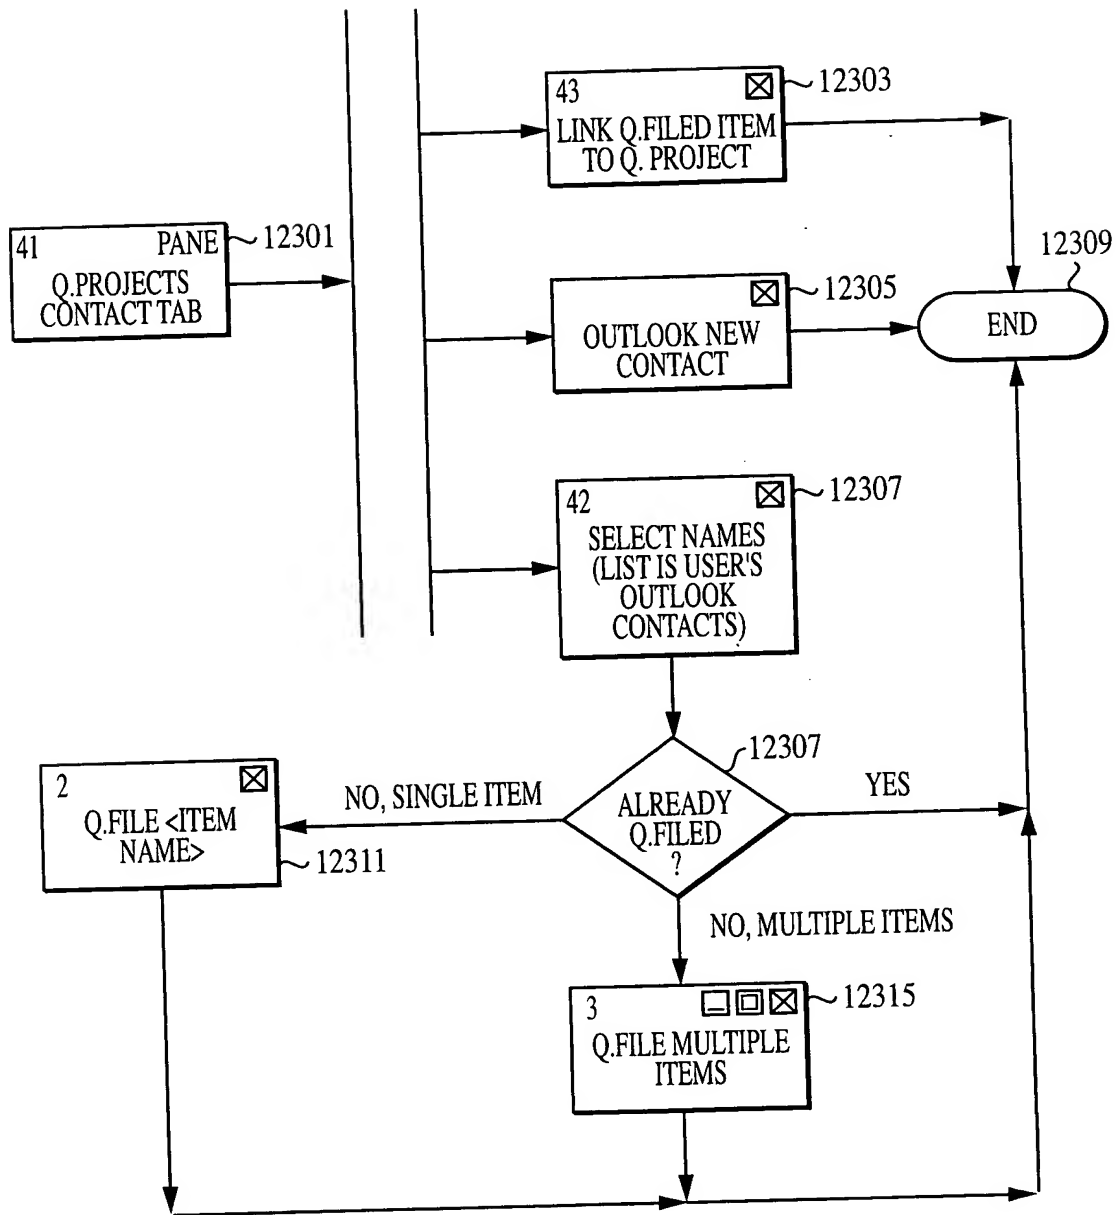 43
12303
LINK Q.FILED ITEM
TO Q. PROJECT
41
PANE
12301
Q.PROJECTS
CONTACT TAB
12309
END
12305
OUTLOOK NEW
CONTACT
42
12307
SELECT NAMES
(LIST IS USER'S
OUTLOOK
CONTACTS)
12307
ALREADY
Q.FILED
?
YES
NO, SINGLE ITEM
2
Q.FILE <ITEM
NAME>
12311
NO, MULTIPLE ITEMS
3
12315
Q.FILE MULTIPLE
ITEMS